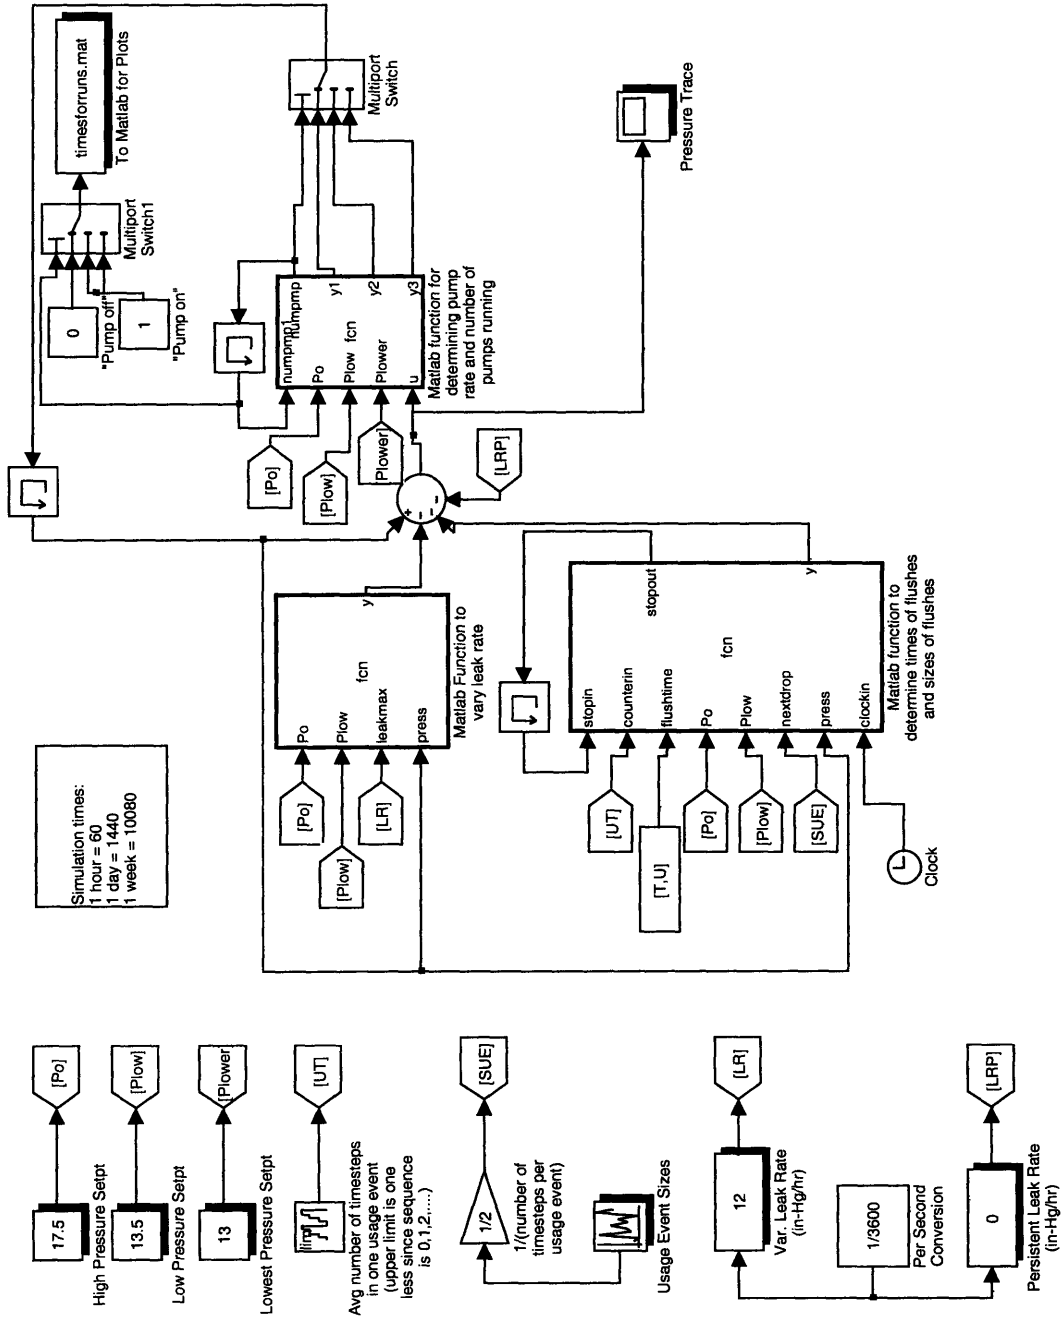 17.5
High Pressure Setpt
[Po]
13.5
Low Pressure Setpt
[Plow]
13
Lowest Pressure Setpt
[Plower]
Avg number of timesteps
in one usage event
(upper limit is one
less since sequence
is 0,1,2,....,)
[UT]
1/2
1/(number of
timesteps per
usage event)
[SUE]
Usage Event Sizes
12
Var. Leak Rate
(in-Hg/hr)
[LR]
1/3600
Per Second
Conversion
0
Persistent Leak Rate
(in-Hg/hr)
[LRP]
Simulation times:
1 hour = 60
1 day = 1440
1 week = 10080
[Po]
[Plow]
[LR]
Po
Plow
leakmax
press
fcn
y
Matlab Function to
vary leak rate
[UT]
[T,U]
[Po]
[Plow]
[SUE]
Clock
stopin
counterin
flushtime
Po
Plow
nextdrop
press
clockin
fcn
stopout
y
Matlab function to
determine times of flushes
and sizes of flushes
+
−
−
−
[LRP]
[Po]
[Plow]
[Plower]
numpmp1
Po
Plow
Plower
u
fcn
numpmp
y1
y2
y3
Matlab function for
determining pump
rate and number of
pumps running
0
"Pump off"
1
"Pump on"
Multiport
Switch1
timesforruns.mat
To Matlab for Plots
Multiport
Switch
Pressure Trace